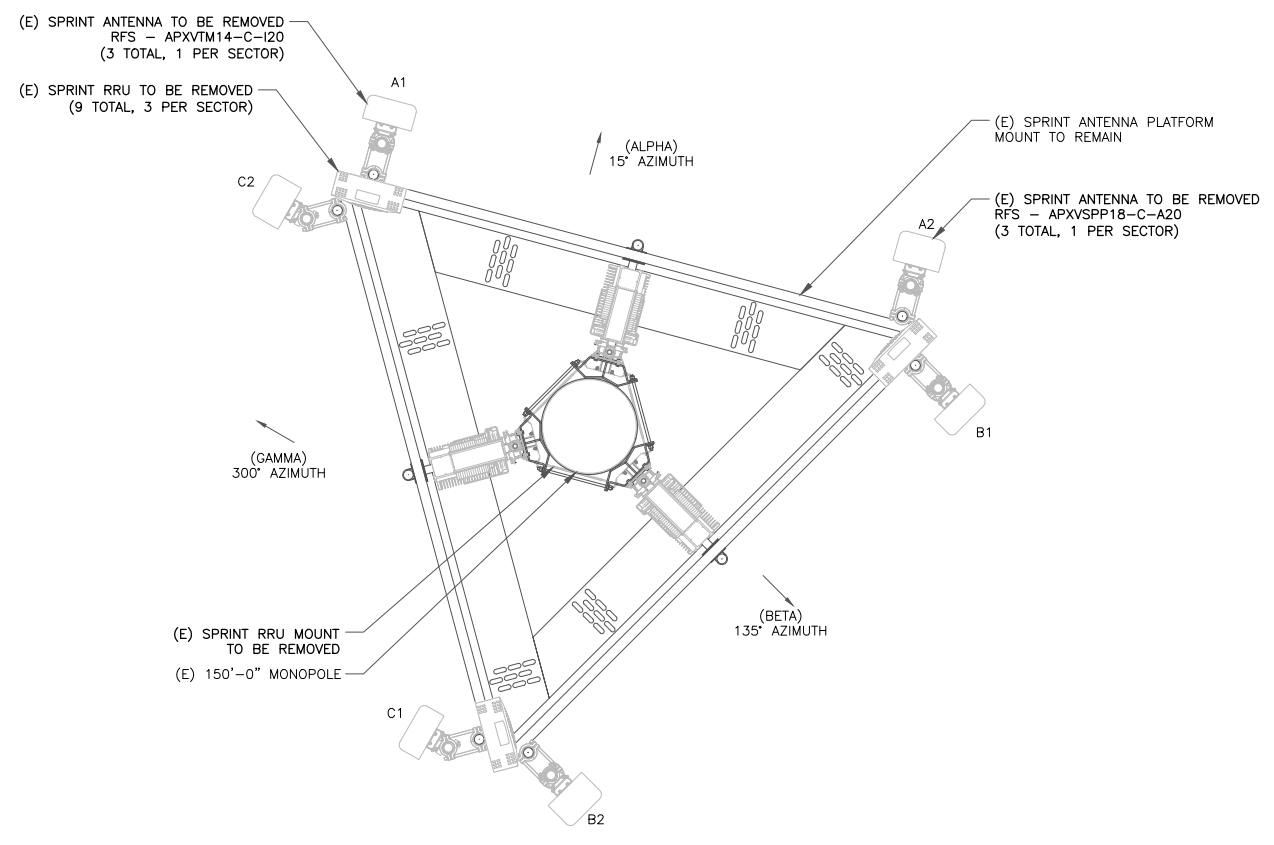 (E) SPRINT ANTENNA TO BE REMOVED
RFS - APXVTM14-C-I20
(3 TOTAL, 1 PER SECTOR)
(E) SPRINT RRU TO BE REMOVED
(9 TOTAL, 3 PER SECTOR)
A1
C2
(ALPHA)
15° AZIMUTH
(E) SPRINT ANTENNA PLATFORM
MOUNT TO REMAIN
(E) SPRINT ANTENNA TO BE REMOVED
RFS - APXVSPP18-C-A20
(3 TOTAL, 1 PER SECTOR)
A2
B1
(GAMMA)
300° AZIMUTH
(BETA)
135° AZIMUTH
(E) SPRINT RRU MOUNT
TO BE REMOVED
(E) 150'-0" MONOPOLE
C1
B2